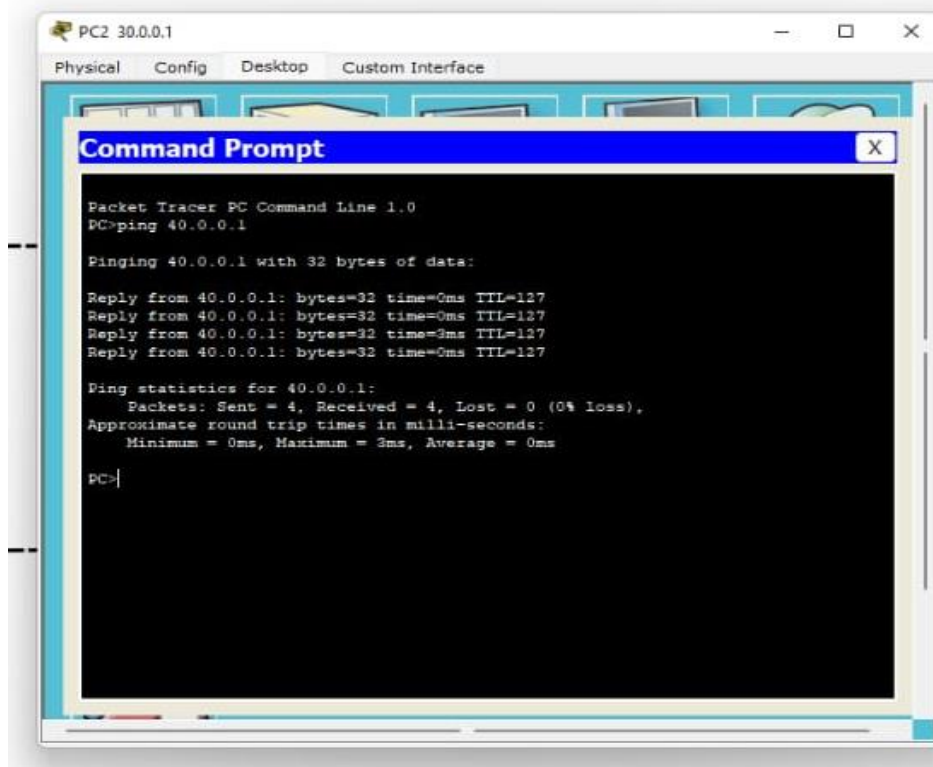 PC2 30.0.0.1
Physical Config Desktop Custom Interface
Command Prompt X
Packet Tracer PC Command Line 1.0
PC>ping 40.0.0.1
Pinging 40.0.0.1 with 32 bytes of data:
Reply from 40.0.0.1: bytes=32 time=0ms TTL=127
Reply from 40.0.0.1: bytes=32 time=0ms TTL=127
Reply from 40.0.0.1: bytes=32 time=3ms TTL=127
Reply from 40.0.0.1: bytes=32 time=0ms TTL=127
Ping statistics for 40.0.0.1:
Packets: Sent = 4, Received = 4, Lost = 0 (0% loss),
Approximate round trip times in milli-seconds:
Minimum = 0ms, Maximum = 3ms, Average = 0ms
PC>